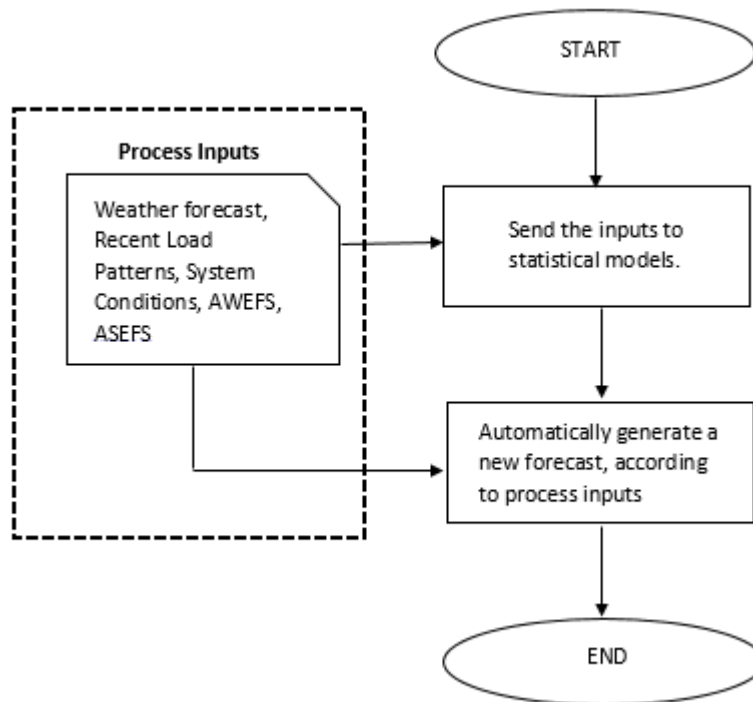 START
Process Inputs
Weather forecast,
Recent Load
Patterns, System
Conditions, AWEFS,
ASEFS
Send the inputs to
statistical models.
Automatically generate a
new forecast, according
to process inputs
END